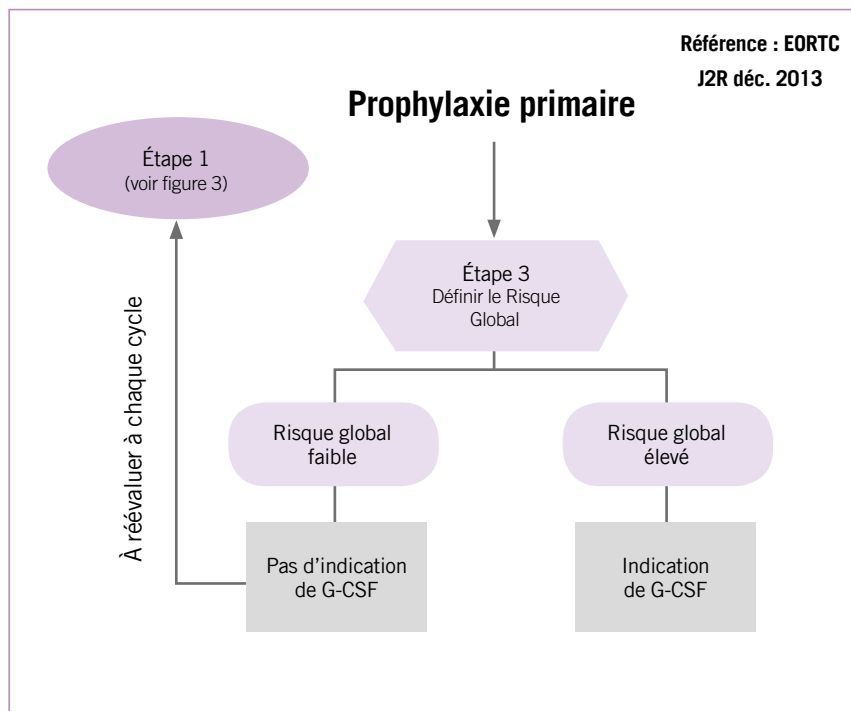 Référence : EORTC
J2R déc. 2013
Prophylaxie primaire
Étape 1
(voir figure 3)
Étape 3
Définir le Risque
Global
À réévaluer à chaque cycle
Risque global
faible
Risque global
élevé
Pas d’indication
de G-CSF
Indication
de G-CSF